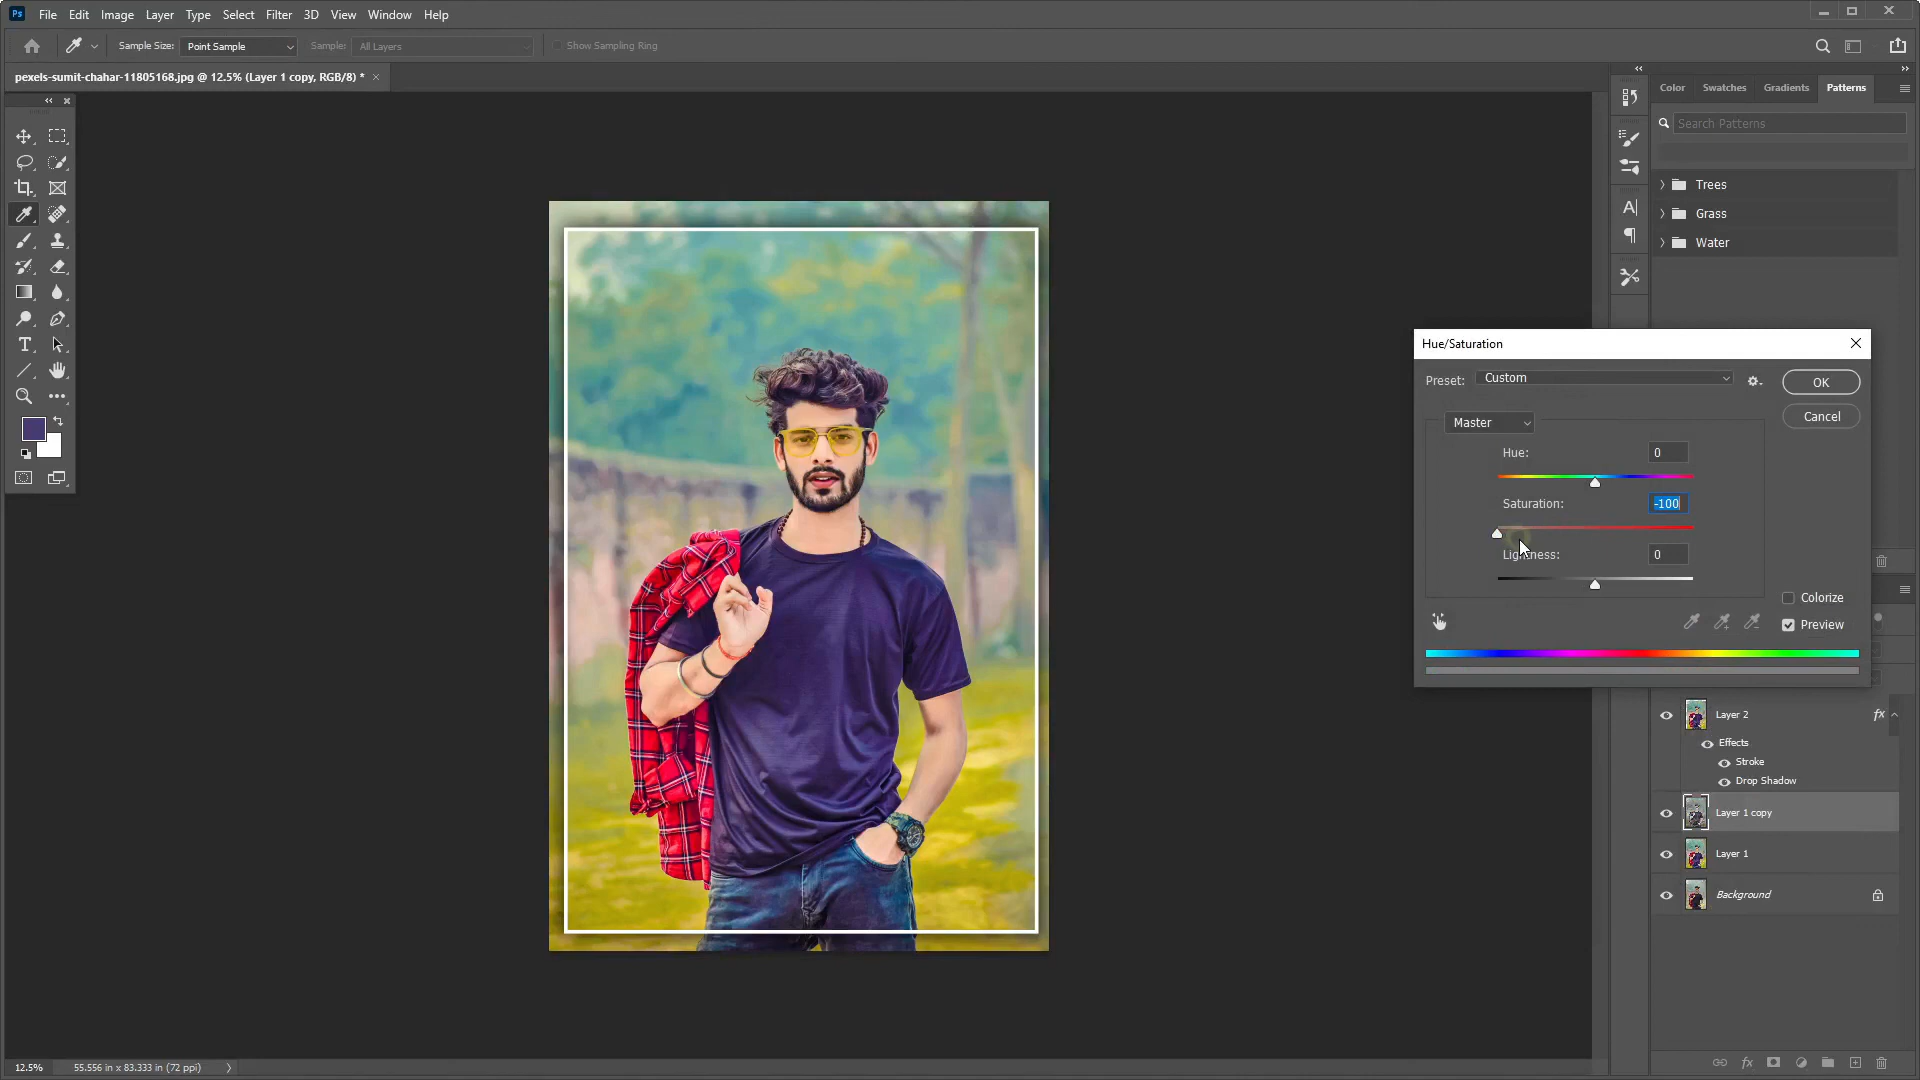 Ps File Edit Image Layer Type Select Filter 3D View Window Help
Sample Size: Point Sample Sample: All Layers Show Sampling Ring
pexels-sumit-chahar-11805168.jpg @ 12.5% (Layer 1 copy, RGB/8) * ×
Color Swatches Gradients Patterns
Search Patterns
Trees
Grass
Water
Hue/Saturation
Preset: Custom
OK
Cancel
Master
Hue: 0
Saturation: -100
Lightness: 0
Colorize
Preview
Layer 2 fx
Effects
Stroke
Drop Shadow
Layer 1 copy
Layer 1
Background
12.5% 55.556 in x 83.333 in (72 ppi)